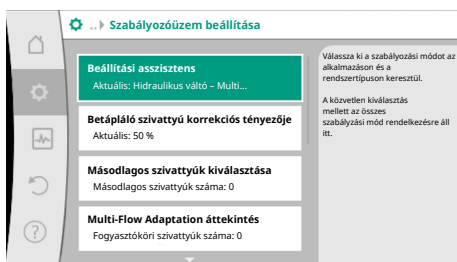 ..▸ Szabályozóüzem beállítása
Beállítási asszisztens
Aktuális: Hidraulikus váltó – Multi...
Betápláló szivattyú korrekciós tényezője
Aktuális: 50 %
Másodlagos szivattyúk kiválasztása
Másodlagos szivattyúk száma: 0
Multi-Flow Adaptation áttekintés
Fogyasztóköri szivattyúk száma: 0
Válassza ki a szabályozási módot az
alkalmazáson és a
rendszertípuson keresztül.
A közvetlen kiválasztás
mellett az összes
szabályzási mód rendelkezésre áll
itt.